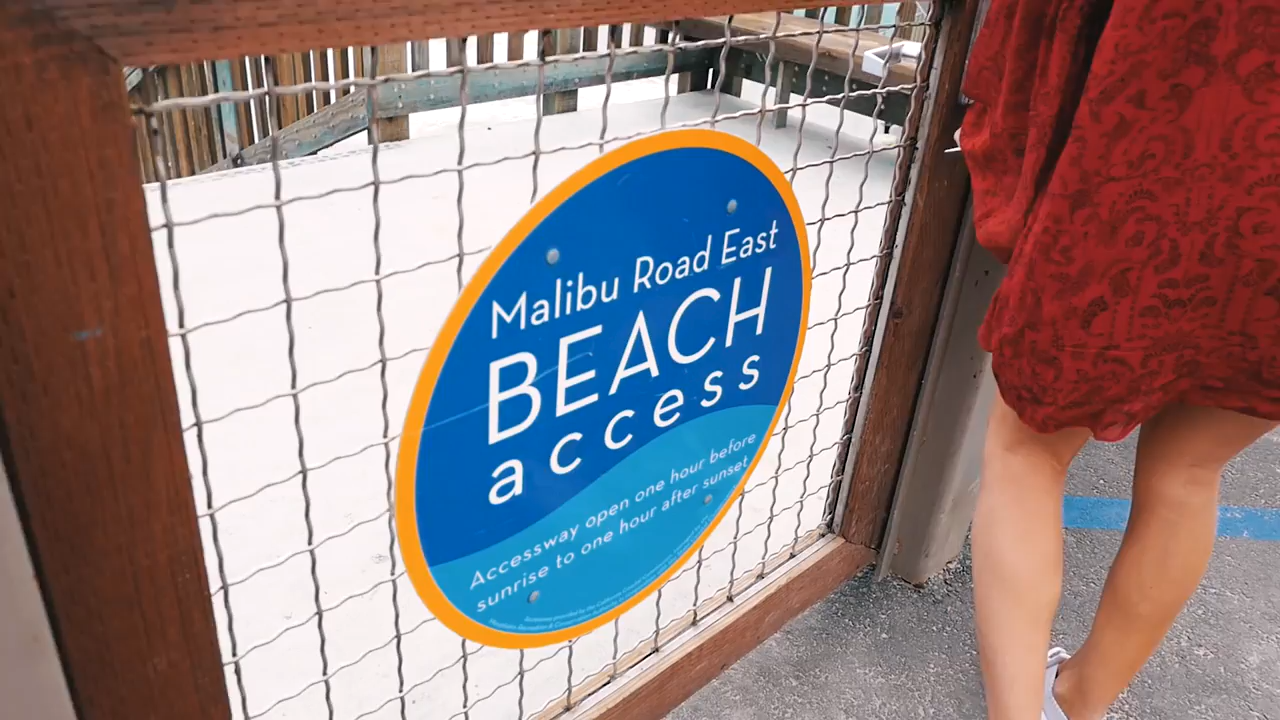 Malibu Road East
BEACH
access
Accessway open one hour before
sunrise to one hour after sunset